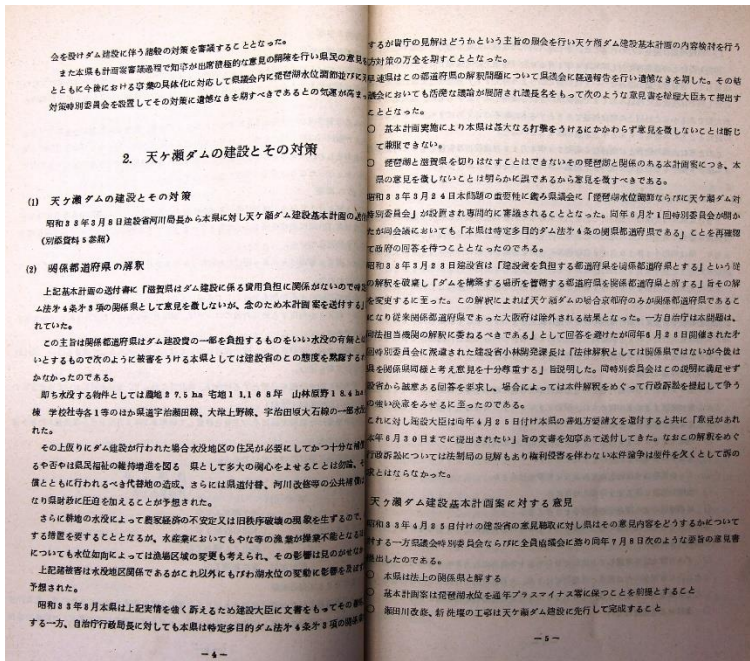 会を設けダム建設に伴う諸般の対策を審議することとなった。
また本県も計画案審議過程で知事が出席積極的な意見の開陳を行い県民の意見を
とともに今後における事業の具体化に対応して県議会内に琵琶湖水位調節並びに
対策特別委員会を設置してその対策に遺憾なきを期すべきであるとの気運が高ま
2. 天ケ瀬ダムの建設とその対策
(1) 天ケ瀬ダムの建設とその対策
昭和33年3月8日建設省河川局長から本県に対し天ケ瀬ダム建設基本計画の送付
(別添資料5参照)
(2) 関係都道府県の解釈
上記基本計画の送付書に「滋賀県はダム建設に係る費用負担に関係がないので特定
ム法才4条才3項の関係県として意見を徴しないが、念のため本計画案を送付する」
れていた。
この主旨は関係都道府県はダム建設費の一部を負担するものをいい水没の有無と
いとするもので次のように被害をうける本県としては建設省のこの態度を黙視するわ
かなかったのである。
即ち水没する物件としては農地27.5ha 宅地11,168坪 山林原野18.4ha
棟 学校社寺各1等のほか県道宇治瀬田線、大津上野線、宇治田原大石線の一部水
れた。
その上仮りにダム建設が行われた場合水没地区の住民が必要にしてかつ十分な補
るや否やは県民福祉の維持増進を図る 県として多大の関心をよせることは勿論、
償とともに行われるべき代替地の造成、さらには県道付替、河川改修等の公共補償
なり県財政に圧迫を加えることが予想された。
さらに耕地の水没によって農家経済の不安定又は旧秩序破壊の現象を生ずるので、
する措置を要することとなるが、水産業においてもやな等の漁業が操業不能となる
についても水位如何によっては漁場区域の変更も考えられ、その影響は見のがせな
上記諸被害は水没地区関係であるがこれ以外にもびわ湖水位の変動に影響を及ぼす
予想された。
昭和33年3月本県は上記実情を強く訴えるため建設大臣に文書をもってその
する一方、自治庁行政局長に対しても本県は特定多目的ダム法才4条才3項の関係
—4—
するが貴庁の見解はどうかという主旨の照会を行い天ケ瀬ダム建設基本計画の内容検討を行う
方対策の万全を期すこととなった。
県はこの都道府県の解釈問題について県議会に経過報告を行い遺憾なきを期した。その結
議会においても活発な議論が展開され議長名をもって次のような意見書を総理大臣あて提出す
こととなった。
○ 基本計画実施により本県は甚大なる打撃をうけるにかかわらず意見を徴しないことは断じ
て承服できない。
○ 琵琶湖と滋賀県を切りはなすことはできないその琵琶湖と関係のある本計画案につき、本
県の意見を徴しないことは明らかに誤であるから意見を徴すべきである。
昭和33年3月24日本問題の重要性に鑑み県議会に「琵琶湖水位調節ならびに天ケ瀬ダム対
特別委員会」が設置され専門的に審議されることとなった。同年6月才1回特別委員会が開か
たが同会議においても「本県は特定多目的ダム法才4条の関係都道府県である」ことを再確認
て政府の回答を待つこととなったのである。
昭和33年3月28日建設省は「建設費を負担する都道府県を関係都道府県とする」という従
の解釈を破棄し「ダムを構築する場所を管轄する都道府県を関係都道府県と解する」旨その解
を変更するに至った。この解釈によれば天ケ瀬ダムの場合京都府のみが関係都道府県であるこ
になり従来関係都道府県であった大阪府は除外される結果となった。一方自治庁は本問題は、
同法担当機関の解釈に委ねるべきである」として回答を避けたが同年5月26日開催された才
回特別委員会に派遣された建設省小林開発課長は「法律解釈としては関係県ではないが今後は
県を関係県同様と考え意見を十分尊重する」旨説明した。同特別委員会はこの説明に満足せず
設省から誠意ある回答を要求し、場合によっては本件解釈をめぐって行政訴訟を提起して争う
の強い決意をみせるに至ったのである。
これに対し建設大臣は同年4月25日付け本県の善処方要請文を還付すると共に「意見があれ
本年6月30日までに提出されたい」旨の文書を知事あて送付してきた。なおこの解釈をめぐ
行政訴訟については法制局の見解もあり権利侵害を伴わない本件論争は要件を欠くとして訴の
とはならなかった。
天ケ瀬ダム建設基本計画案に対する意見
昭和33年4月25日付けの建設省の意見聴取に対し県はその意見内容をどうするかについて
討する一方県議会特別委員会ならびに全員協議会に諮り同年7月8日次のような要旨の意見書
提出したのである。
○ 本県は法上の関係県と解する
○ 基本計画案は琵琶湖水位を通年プラスマイナス零に保つことを前提とすること
○ 瀬田川改修、新洗堰の工事は天ケ瀬ダム建設に先行して完成すること
—5—